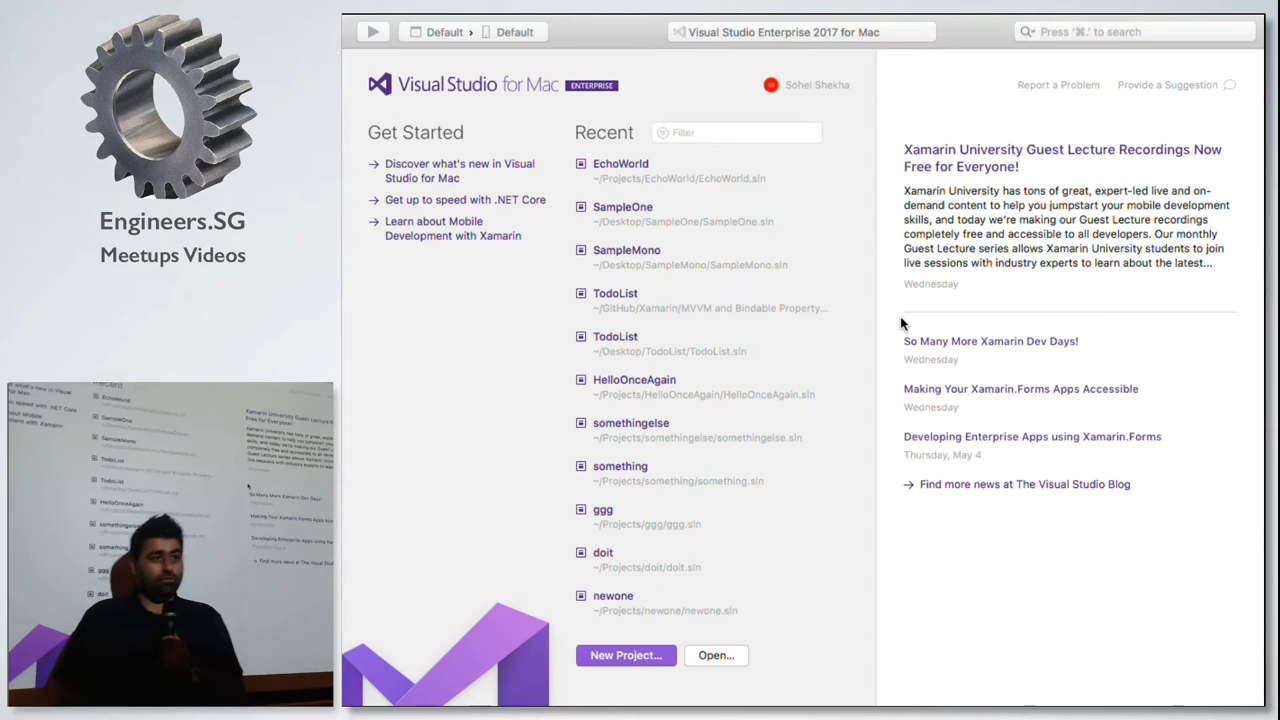 Engineers.SG
Meetups Videos
Default › Default
Visual Studio Enterprise 2017 for Mac
Press '⌘.' to search
Visual Studio for Mac ENTERPRISE
Sohel Shekha
Get Started
Discover what's new in Visual
Studio for Mac
Get up to speed with .NET Core
Learn about Mobile
Development with Xamarin
Recent
Filter
EchoWorld
~/Projects/EchoWorld/EchoWorld.sln
SampleOne
~/Desktop/SampleOne/SampleOne.sln
SampleMono
~/Desktop/SampleMono/SampleMono.sln
TodoList
~/GitHub/Xamarin/MVVM and Bindable Property...
TodoList
~/Desktop/TodoList/TodoList.sln
HelloOnceAgain
~/Projects/HelloOnceAgain/HelloOnceAgain.sln
somethingelse
~/Projects/somethingelse/somethingelse.sln
something
~/Projects/something/something.sln
ggg
~/Projects/ggg/ggg.sln
doit
~/Projects/doit/doit.sln
newone
~/Projects/newone/newone.sln
New Project...
Open...
Report a Problem
Provide a Suggestion
Xamarin University Guest Lecture Recordings Now
Free for Everyone!
Xamarin University has tons of great, expert-led live and on-
demand content to help you jumpstart your mobile development
skills, and today we're making our Guest Lecture recordings
completely free and accessible to all developers. Our monthly
Guest Lecture series allows Xamarin University students to join
live sessions with industry experts to learn about the latest...
Wednesday
So Many More Xamarin Dev Days!
Wednesday
Making Your Xamarin.Forms Apps Accessible
Wednesday
Developing Enterprise Apps using Xamarin.Forms
Thursday, May 4
Find more news at The Visual Studio Blog